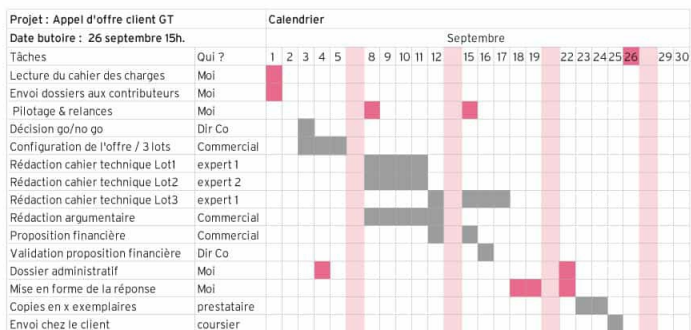 Projet : Appel d'offre client GT Calendrier
Date butoire : 26 septembre 15h. Septembre
Tâches Qui ? 1 2 3 4 5 8 9 10 11 12 15 16 17 18 19 22 23 24 25 26 29 30
Lecture du cahier des charges Moi
Envoi dossiers aux contributeurs Moi
Pilotage & relances Moi
Décision go/no go Dir Co
Configuration de l'offre / 3 lots Commercial
Rédaction cahier technique Lot1 expert 1
Rédaction cahier technique Lot2 expert 2
Rédaction cahier technique Lot3 expert 1
Rédaction argumentaire Commercial
Proposition financière Commercial
Validation proposition financière Dir Co
Dossier administratif Moi
Mise en forme de la réponse Moi
Copies en x exemplaires prestataire
Envoi chez le client coursier